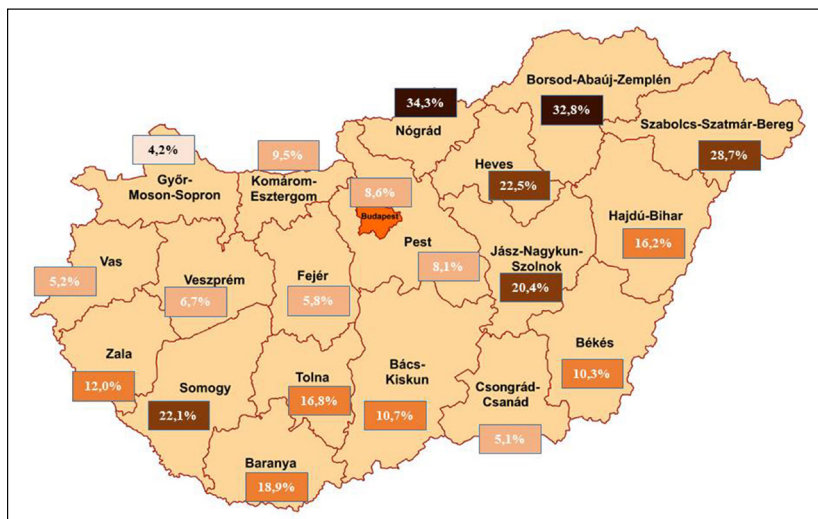 Borsod-Abaúj-Zemplén
32,8%
34,3%
Nógrád
Szabolcs-Szatmár-Bereg
28,7%
4,2%
Győr-
Moson-Sopron
9,5%
Komárom-
Esztergom
Heves
22,5%
8,6%
Budapest
Hajdú-Bihar
16,2%
Pest
8,1%
Jász-Nagykun-
Szolnok
20,4%
Vas
5,2%
Veszprém
6,7%
Fejér
5,8%
Zala
12,0%
Somogy
22,1%
Tolna
16,8%
Bács-
Kiskun
10,7%
Békés
10,3%
Csongrád-
Csanád
5,1%
Baranya
18,9%